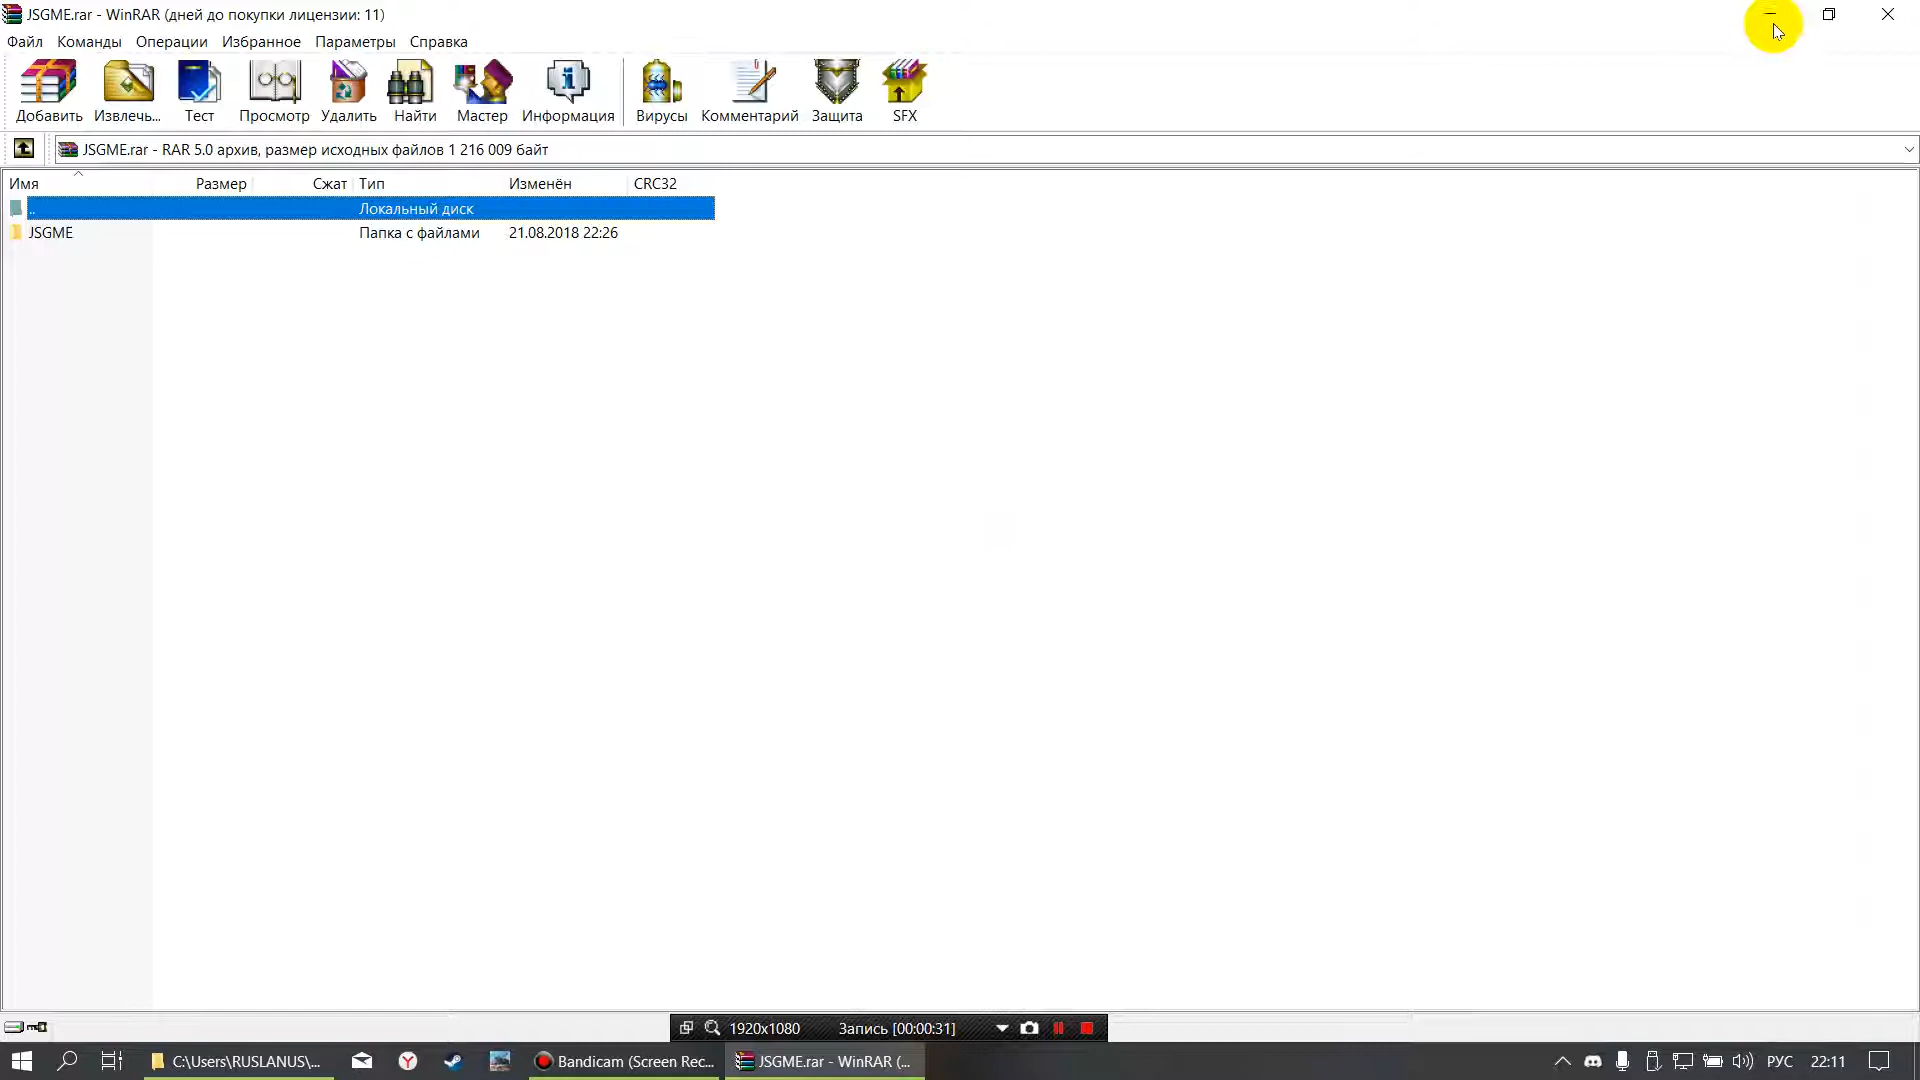 JSGME.rar - WinRAR (дней до покупки лицензии: 11)
Файл Команды Операции Избранное Параметры Справка
Добавить Извлечь... Тест Просмотр Удалить Найти Мастер Информация Вирусы Комментарий Защита SFX
JSGME.rar - RAR 5.0 архив, размер исходных файлов 1 216 009 байт
Имя Размер Сжат Тип Изменён CRC32
.. Локальный диск
JSGME Папка с файлами 21.08.2018 22:26
1920x1080 Запись [00:00:31]
C:\Users\RUSLANUS\... Bandicam (Screen Rec... JSGME.rar - WinRAR (... РУС 22:11